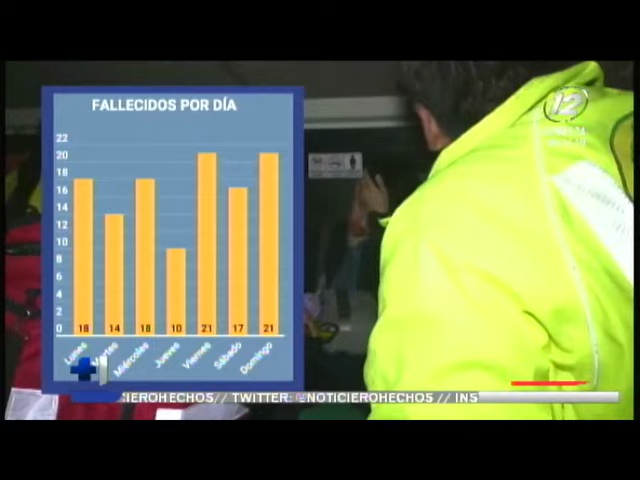 FALLECIDOS POR DÍA
12
22
20
18
16
14
12
10
8
6
4
2
0
18 14 18 10 21 17 21
Lunes
Miércoles
Jueves
Viernes
Sábado
Domingo
CIEROHECHOS// TWITTER: @NOTICIEROHECHOS // INS